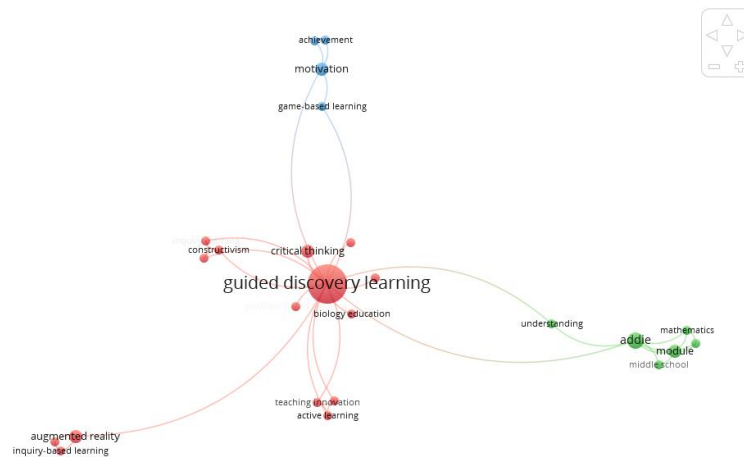 achievement
motivation
game-based learning
constructivism
critical thinking
guided discovery learning
biology education
understanding
mathematics
addie
module
middle school
teaching innovation
active learning
augmented reality
inquiry-based learning